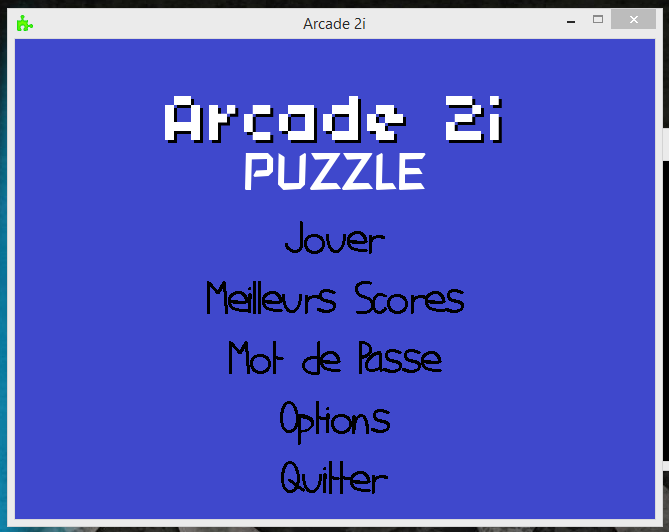 Arcade 2i
Arcade 2i
PUZZLE
Jouer
Meilleurs Scores
Mot de Passe
Options
Quitter